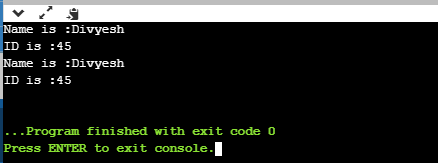 Name is :Divyesh
ID is :45
Name is :Divyesh
ID is :45
...Program finished with exit code 0
Press ENTER to exit console.